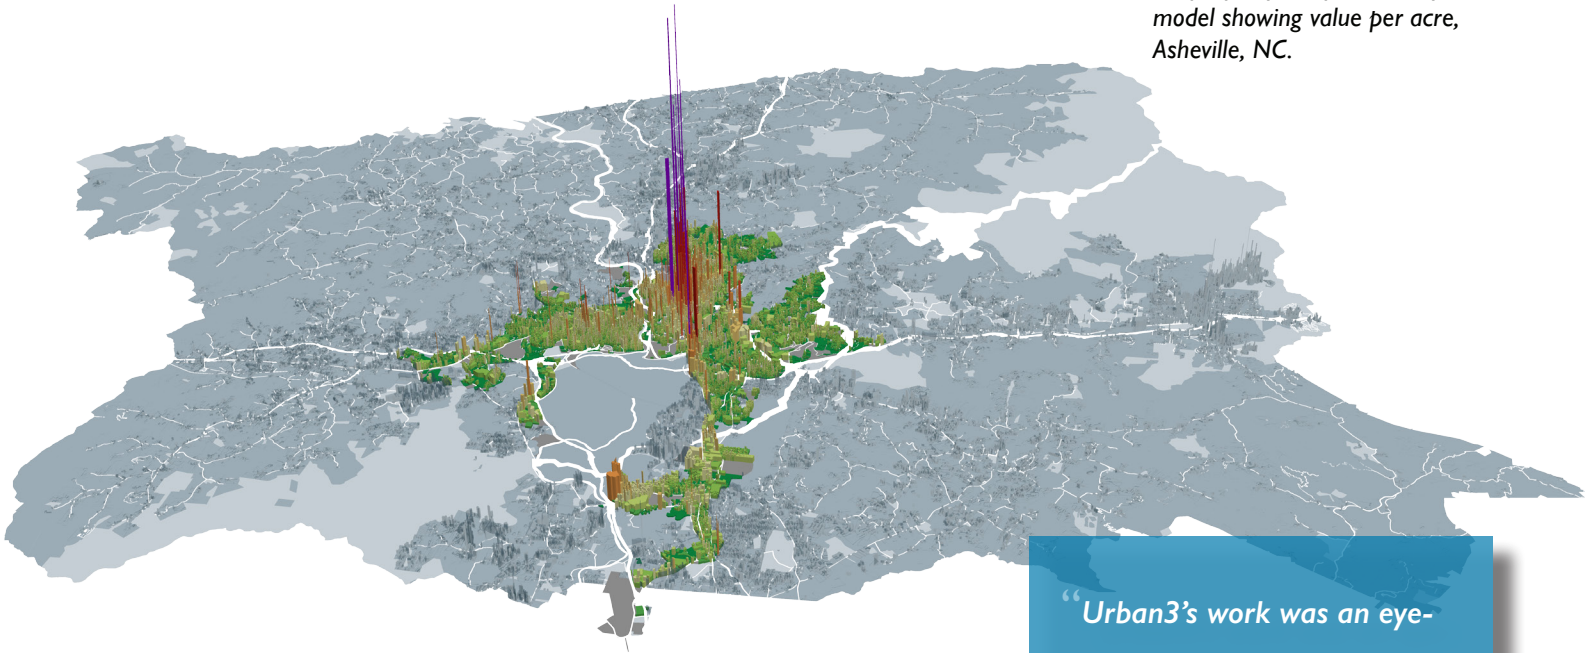 model showing value per acre,
Asheville, NC.
“Urban3’s work was an eye-